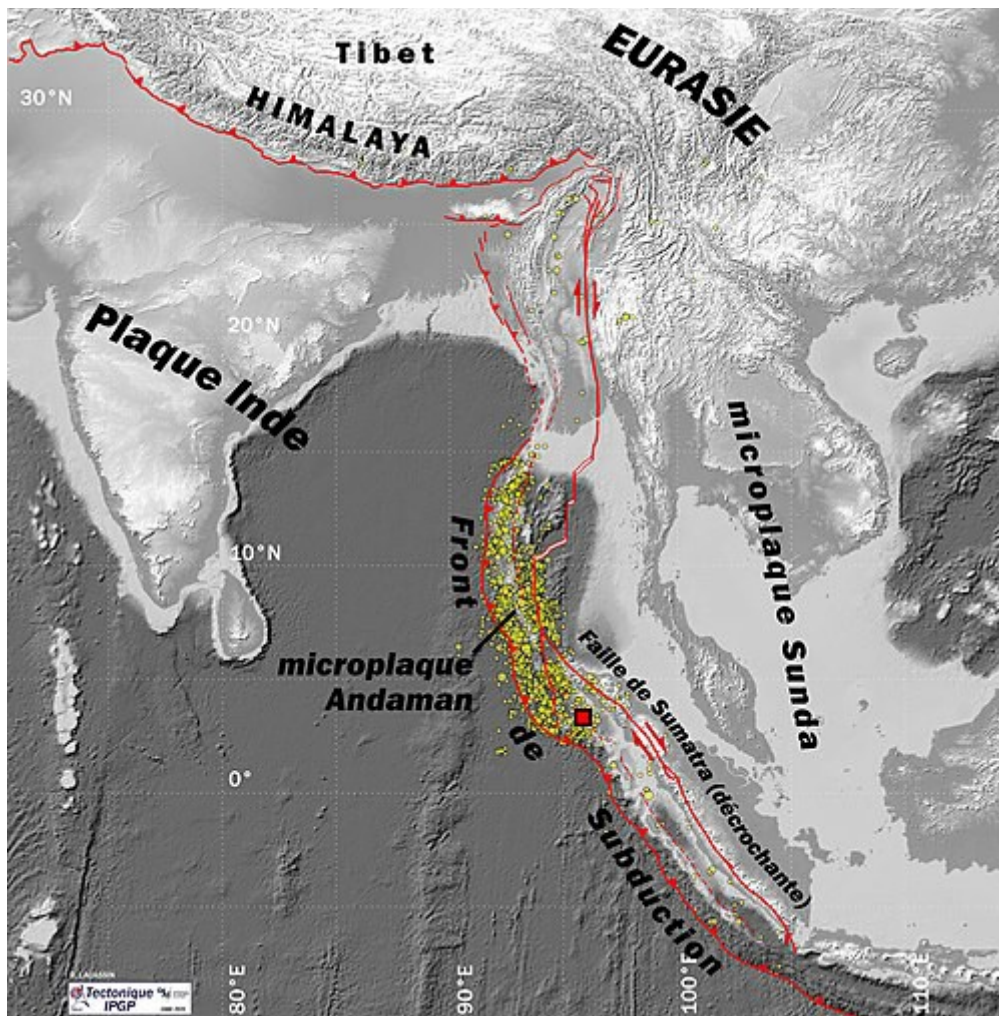 Tibet
EURASIE
30°N
HIMALAYA
Plaque Inde
20°N
microplaque Sunda
10°N
Front
de
Subduction
microplaque
Andaman
Faille de Sumatra (décrochante)
0°
80°E
90°E
100°E
110°E
Tectonique
IPGP